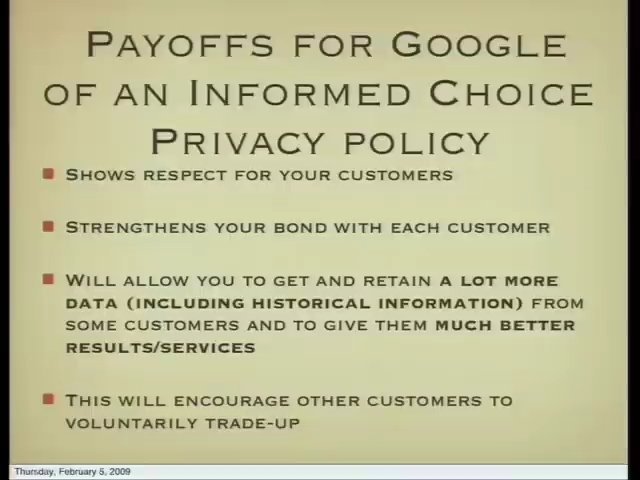 Payoffs for Google
of an Informed Choice
Privacy policy
Shows respect for your customers
Strengthens your bond with each customer
Will allow you to get and retain a lot more
data (including historical information) from
some customers and to give them much better
results/services
This will encourage other customers to
voluntarily trade-up
Thursday, February 5, 2009